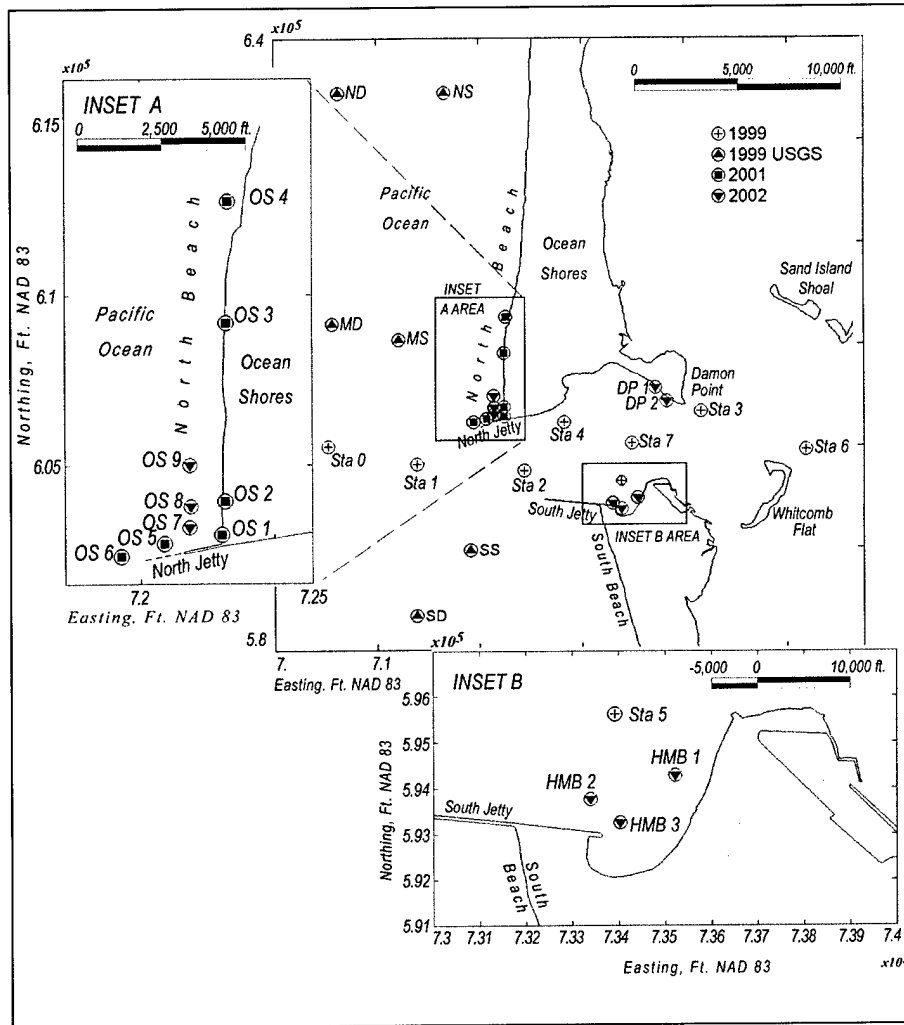 x10⁵
6.4
x10⁵
INSET A
0 2,500 5,000 ft.
6.15
6.1
6.05
Northing, Ft. NAD 83
OS 4
OS 3
OS 2
OS 1
OS 9
OS 8
OS 7
OS 5
OS 6
North Beach
Pacific
Ocean
Ocean
Shores
North Jetty
7.2
7.25
Easting, Ft. NAD 83
ND
NS
0 5,000 10,000 ft.
1999
1999 USGS
2001
2002
Pacific
Ocean
North Beach
Ocean
Shores
Sand Island
Shoal
INSET
A AREA
MD
MS
North Jetty
DP 1
DP 2
Damon
Point
Sta 3
Sta 0
Sta 1
Sta 2
Sta 4
Sta 7
Sta 6
South Jetty
INSET B AREA
Whitcomb
Flat
South Beach
SS
SD
5.8
7.
7.1
x10⁵
Easting, Ft. NAD 83
INSET B
-5,000 0 10,000 ft.
5.96
5.95
5.94
5.93
5.92
5.91
Northing, Ft. NAD 83
Sta 5
HMB 1
HMB 2
HMB 3
South Jetty
South
Beach
7.3 7.31 7.32 7.33 7.34 7.35 7.36 7.37 7.38 7.39 7.4
Easting, Ft. NAD 83